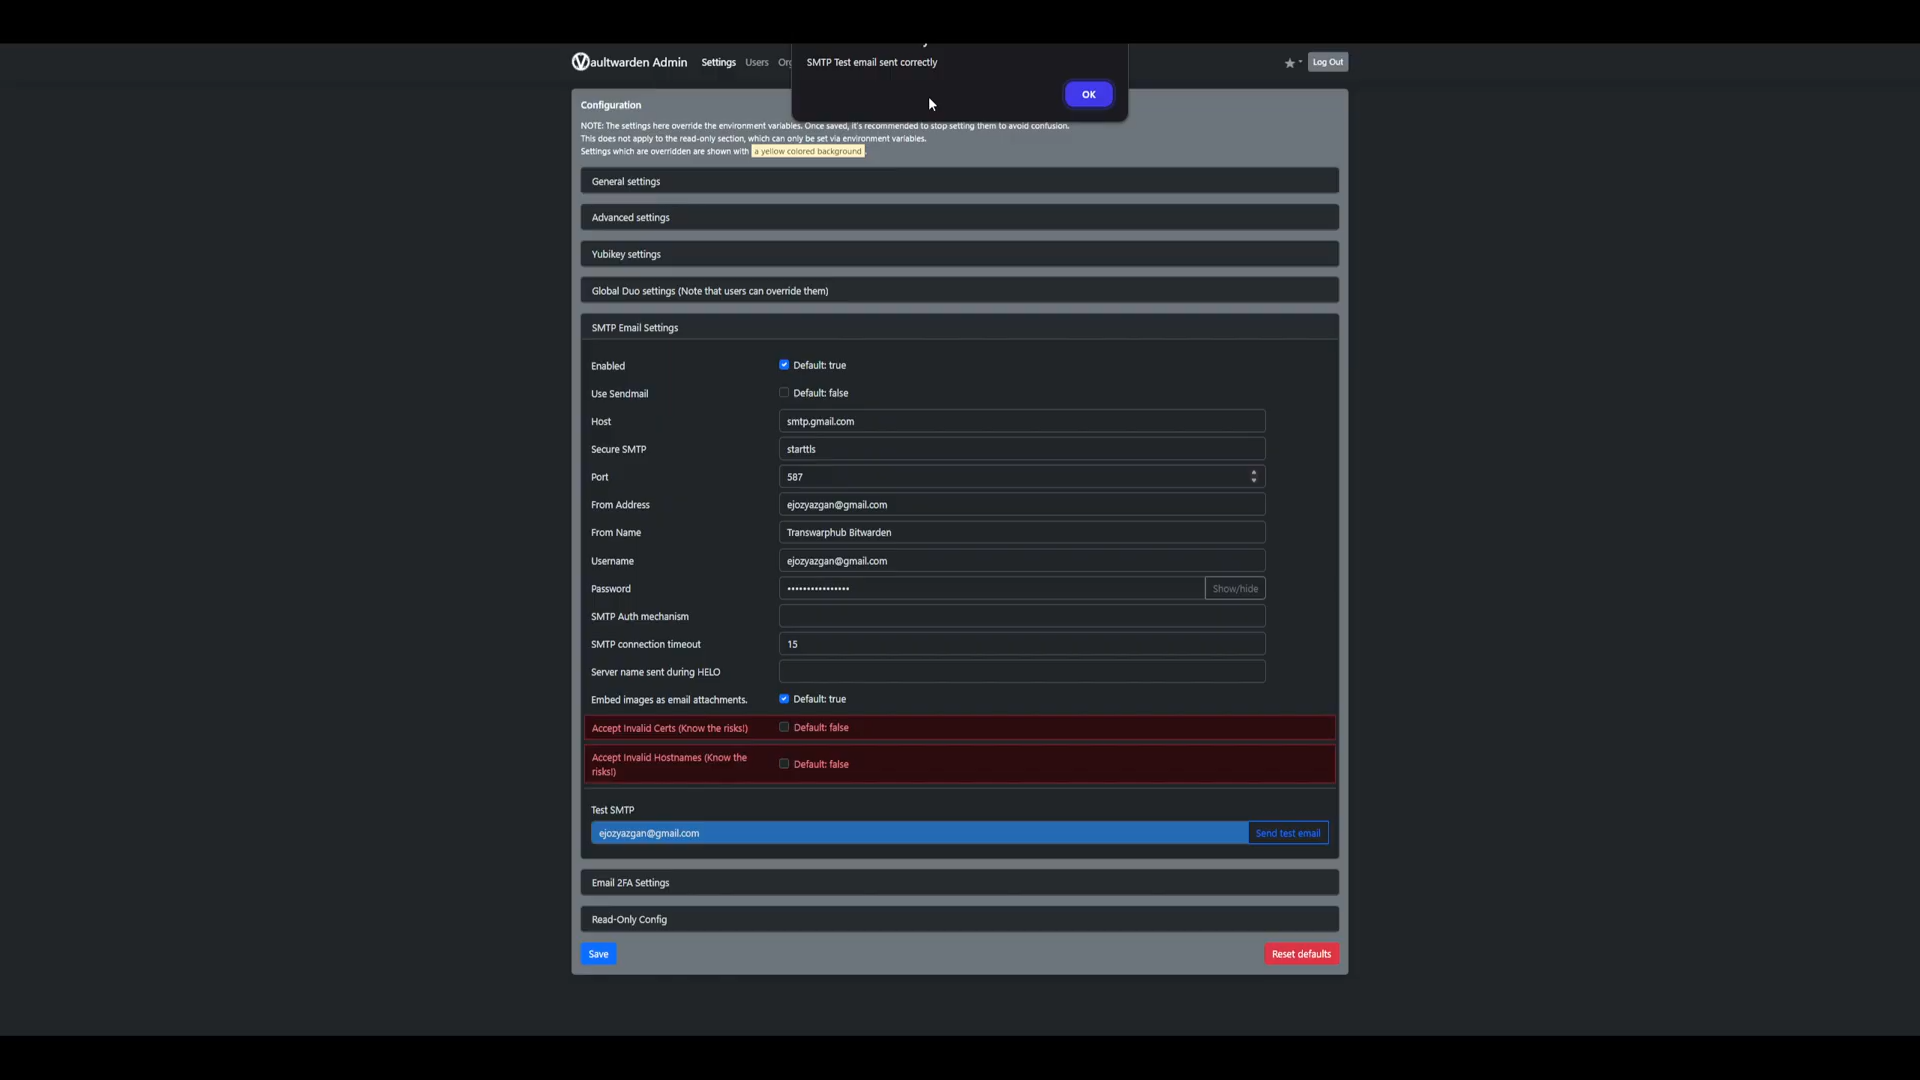 Vaultwarden Admin
Settings
Users
Org
SMTP Test email sent correctly
OK
Log Out
Configuration
NOTE: The settings here override the environment variables. Once saved, it's recommended to stop setting them to avoid confusion.
This does not apply to the read-only section, which can only be set via environment variables.
Settings which are overridden are shown with a yellow colored background.
General settings
Advanced settings
Yubikey settings
Global Duo settings (Note that users can override them)
SMTP Email Settings
Enabled Default: true
Use Sendmail Default: false
Host smtp.gmail.com
Secure SMTP starttls
Port 587
From Address ejozyazgan@gmail.com
From Name Transwarphub Bitwarden
Username ejozyazgan@gmail.com
Password •••••••••••••••• Show/hide
SMTP Auth mechanism
SMTP connection timeout 15
Server name sent during HELO
Embed images as email attachments. Default: true
Accept Invalid Certs (Know the risks!) Default: false
Accept Invalid Hostnames (Know the
risks!) Default: false
Test SMTP
ejozyazgan@gmail.com Send test email
Email 2FA Settings
Read-Only Config
Save
Reset defaults